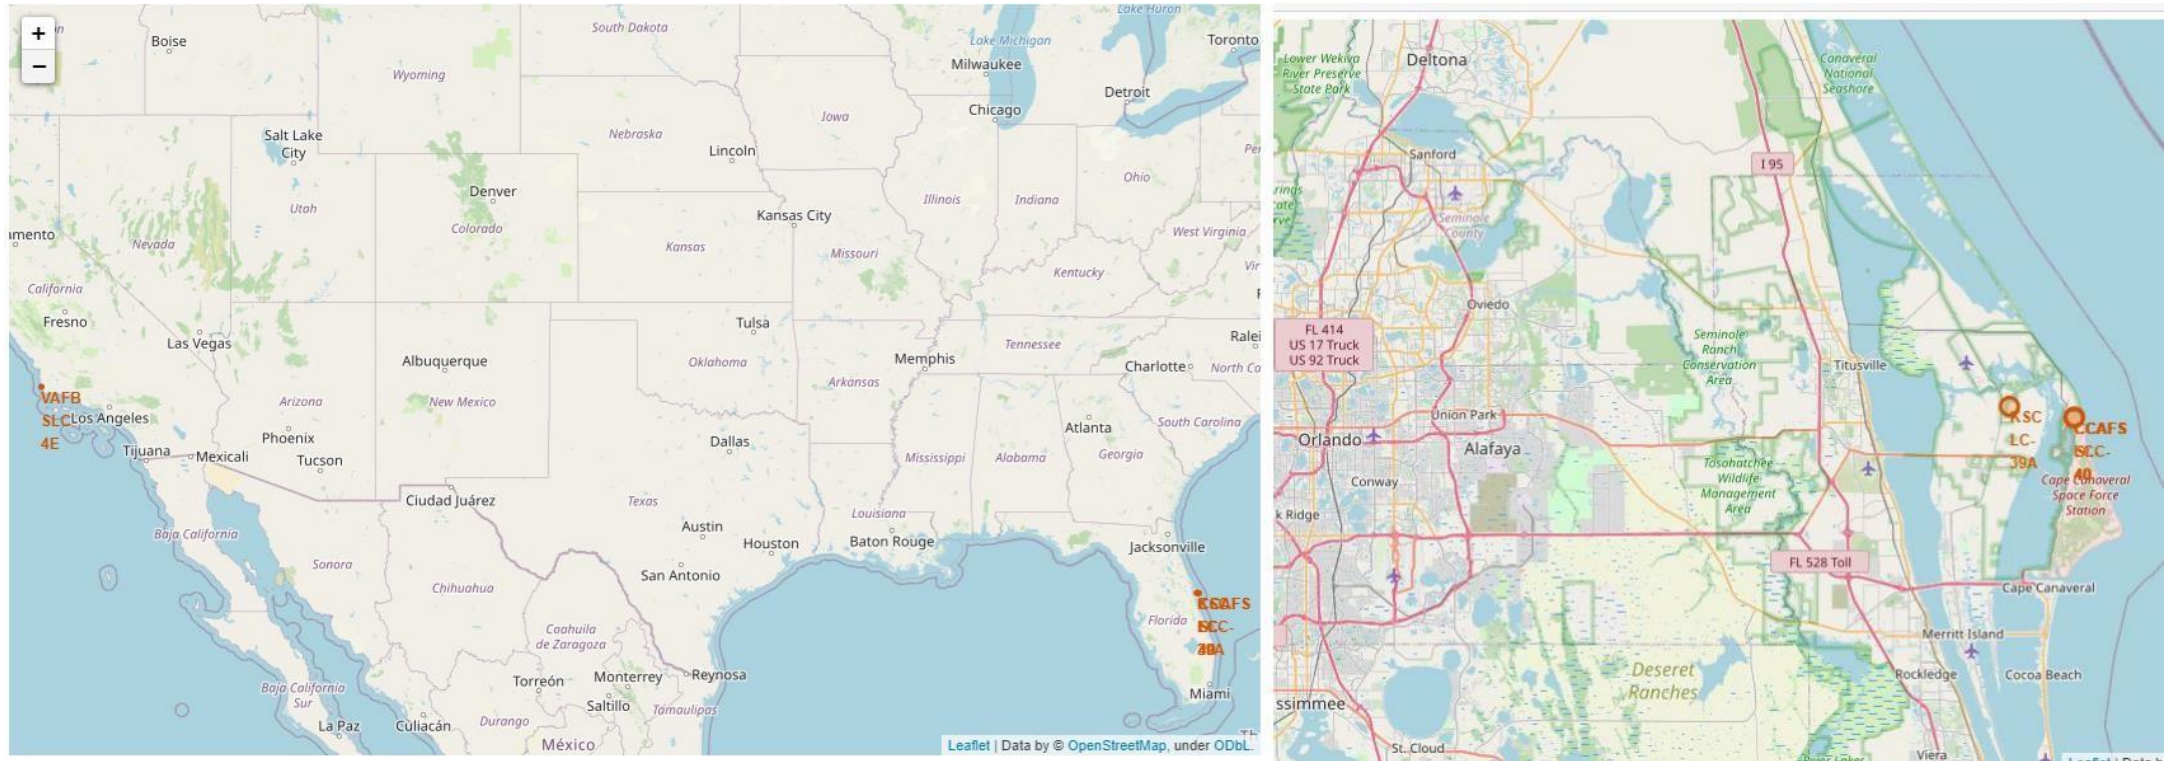 +
−
Boise
South Dakota
Lake Huron
Toronto
Lake Michigan
Milwaukee
Wyoming
Detroit
Chicago
Iowa
Salt Lake
City
Nebraska
Lincoln
Denver
Ohio
Utah
Illinois
Indiana
Kansas City
Colorado
Nevada
Kansas
Missouri
West Virginia
Kentucky
California
Fresno
Las Vegas
Tulsa
Tennessee
Albuquerque
Oklahoma
Memphis
Charlotte
Arkansas
VAFB
SLC
4E
Los Angeles
Arizona
New Mexico
Phoenix
Tucson
Dallas
Atlanta
South Carolina
Tijuana
Mexicali
Mississippi
Alabama
Georgia
Ciudad Juárez
Texas
Louisiana
Austin
Houston
Baton Rouge
Jacksonville
Baja California
Sonora
Chihuahua
San Antonio
Florida
Coahuila
de Zaragoza
Torreón
Monterrey
Reynosa
Saltillo
Miami
Baja California
Sur
La Paz
Culiacán
Durango
Tamaulipas
México
Leaflet | Data by © OpenStreetMap, under ODbL.
Lower Wekiva
River Preserve
State Park
Deltona
Canaveral
National
Seashore
Sanford
I 95
Seminole
County
Oviedo
FL 414
US 17 Truck
US 92 Truck
Seminole
Ranch
Conservation
Area
Titusville
Union Park
Orlando
Alafaya
KSC
LC-
39A
CCAFS
40
Cape Canaveral
Space Force
Station
Tosohatchee
Wildlife
Management
Area
Conway
k Ridge
FL 528 Toll
Cape Canaveral
Merritt Island
Deseret
Ranches
Rockledge
Cocoa Beach
ssimmee
St. Cloud
Viera